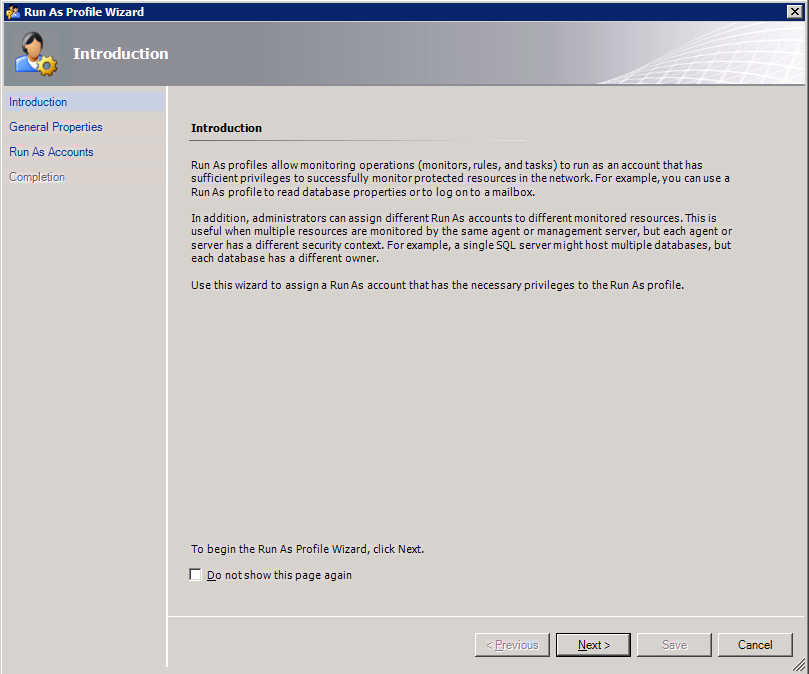 Run As Profile Wizard
Introduction
Introduction
General Properties
Run As Accounts
Completion
Introduction
Run As profiles allow monitoring operations (monitors, rules, and tasks) to run as an account that has
sufficient privileges to successfully monitor protected resources in the network. For example, you can use a
Run As profile to read database properties or to log on to a mailbox.
In addition, administrators can assign different Run As accounts to different monitored resources. This is
useful when multiple resources are monitored by the same agent or management server, but each agent or
server has a different security context. For example, a single SQL server might host multiple databases, but
each database has a different owner.
Use this wizard to assign a Run As account that has the necessary privileges to the Run As profile.
To begin the Run As Profile Wizard, click Next.
Do not show this page again
< Previous
Next >
Save
Cancel